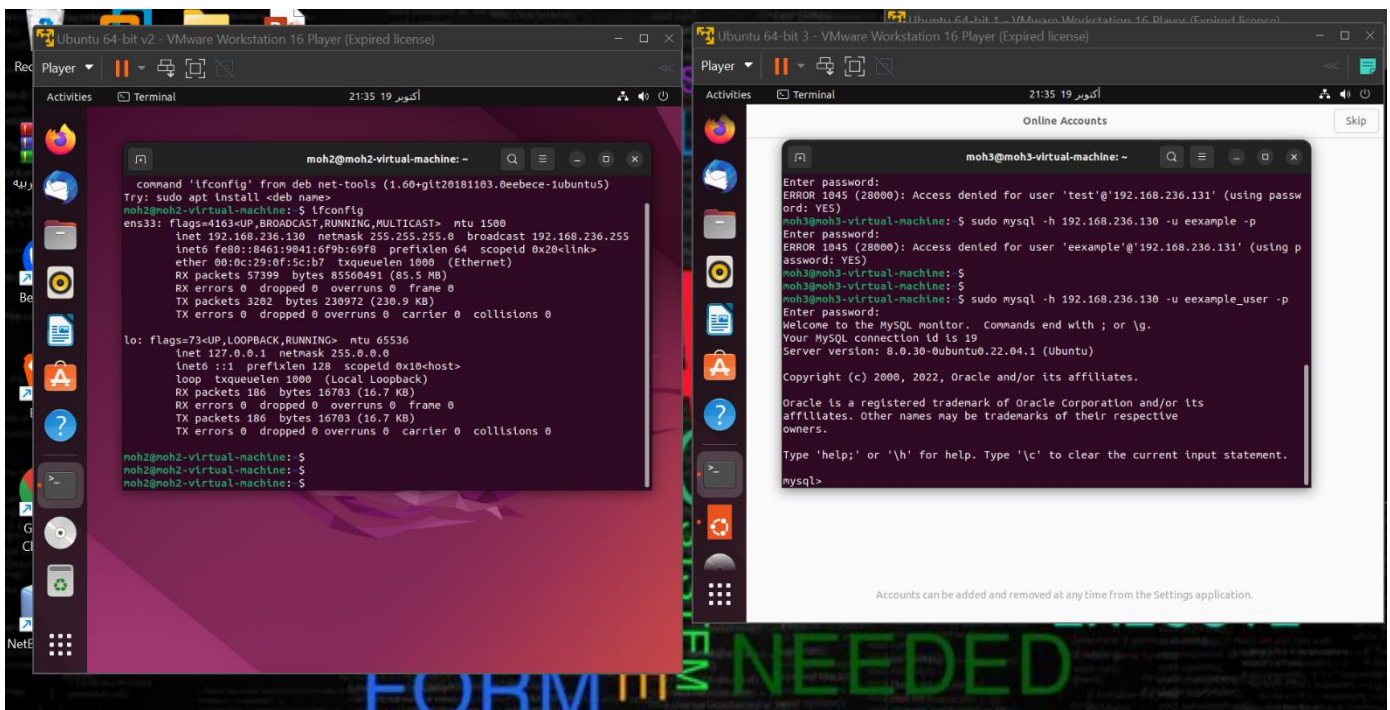 Ubuntu 64-bit 1 - VMware Workstation 16 Player (Expired license)
Ubuntu 64-bit v2 - VMware Workstation 16 Player (Expired license)
Player
Activities
Terminal
21:35 19 أكتوبر
moh2@moh2-virtual-machine: ~
command 'ifconfig' from deb net-tools (1.60+git20181103.0eebece-1ubuntu5)
Try: sudo apt install <deb name>
moh2@moh2-virtual-machine:~$ ifconfig
ens33: flags=4163<UP,BROADCAST,RUNNING,MULTICAST> mtu 1500
inet 192.168.236.130 netmask 255.255.255.0 broadcast 192.168.236.255
inet6 fe80::8461:9041:6f9b:69f8 prefixlen 64 scopeid 0x20<link>
ether 00:0c:29:0f:5c:b7 txqueuelen 1000 (Ethernet)
RX packets 57399 bytes 85560491 (85.5 MB)
RX errors 0 dropped 0 overruns 0 frame 0
TX packets 3202 bytes 230972 (230.9 KB)
TX errors 0 dropped 0 overruns 0 carrier 0 collisions 0
lo: flags=73<UP,LOOPBACK,RUNNING> mtu 65536
inet 127.0.0.1 netmask 255.0.0.0
inet6 ::1 prefixlen 128 scopeid 0x10<host>
loop txqueuelen 1000 (Local Loopback)
RX packets 186 bytes 16703 (16.7 KB)
RX errors 0 dropped 0 overruns 0 frame 0
TX packets 186 bytes 16703 (16.7 KB)
TX errors 0 dropped 0 overruns 0 carrier 0 collisions 0
moh2@moh2-virtual-machine:~$
moh2@moh2-virtual-machine:~$
moh2@moh2-virtual-machine:~$
Ubuntu 64-bit 3 - VMware Workstation 16 Player (Expired license)
Player
Activities
Terminal
21:35 19 أكتوبر
Online Accounts
Skip
moh3@moh3-virtual-machine: ~
Enter password:
ERROR 1045 (28000): Access denied for user 'test'@'192.168.236.131' (using passw
ord: YES)
moh3@moh3-virtual-machine:~$ sudo mysql -h 192.168.236.130 -u eexample -p
Enter password:
ERROR 1045 (28000): Access denied for user 'eexample'@'192.168.236.131' (using p
assword: YES)
moh3@moh3-virtual-machine:~$
moh3@moh3-virtual-machine:~$
moh3@moh3-virtual-machine:~$ sudo mysql -h 192.168.236.130 -u eexample_user -p
Enter password:
Welcome to the MySQL monitor. Commands end with ; or \g.
Your MySQL connection id is 19
Server version: 8.0.30-0ubuntu0.22.04.1 (Ubuntu)
Copyright (c) 2000, 2022, Oracle and/or its affiliates.
Oracle is a registered trademark of Oracle Corporation and/or its
affiliates. Other names may be trademarks of their respective
owners.
Type 'help;' or '\h' for help. Type '\c' to clear the current input statement.
mysql>
Accounts can be added and removed at any time from the Settings application.
Rec
Be
NetB
NEEDED
FORM